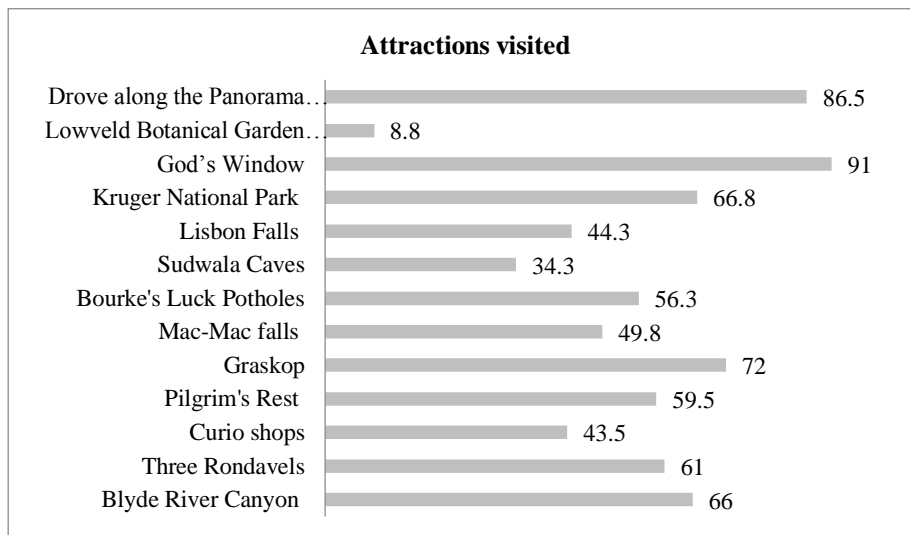 Attractions visited
Drove along the Panorama… 86.5
Lowveld Botanical Garden… 8.8
God’s Window 91
Kruger National Park 66.8
Lisbon Falls 44.3
Sudwala Caves 34.3
Bourke's Luck Potholes 56.3
Mac-Mac falls 49.8
Graskop 72
Pilgrim's Rest 59.5
Curio shops 43.5
Three Rondavels 61
Blyde River Canyon 66